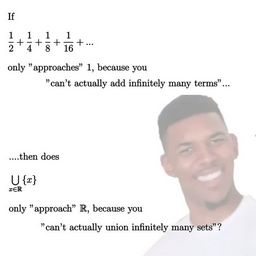 If
1/2 + 1/4 + 1/8 + 1/16 + ...
only "approaches" 1, because you
"can't actually add infinitely many terms"...
....then does
⋃_{x∈ℝ} {x}
only "approach" ℝ, because you
"can't actually union infinitely many sets"?